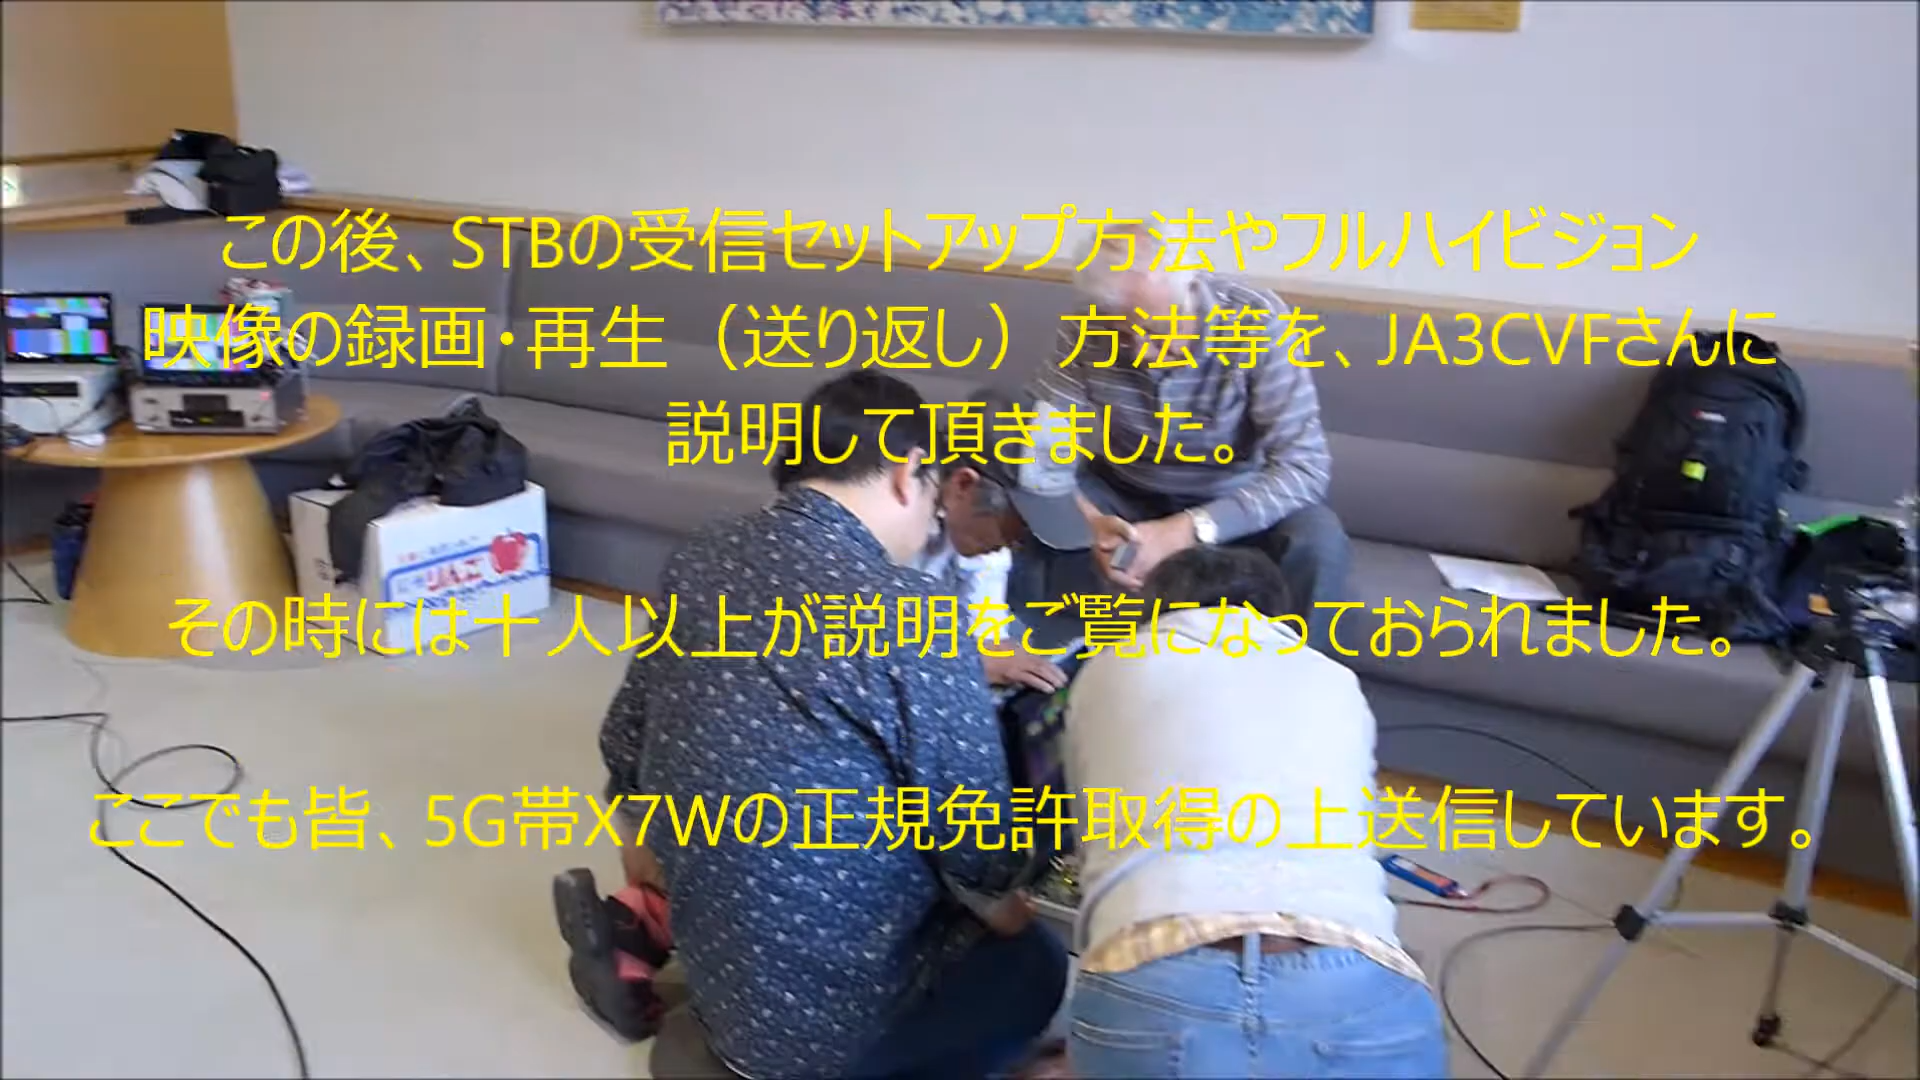 この後、STBの受信セットアップ方法やフルハイビジョン
映像の録画・再生（送り返し）方法等を、JA3CVFさんに
説明して頂きました。
その時には十人以上が説明をご覧になっておられました。
ここでも皆、5G帯X7Wの正規免許取得の上送信しています。
りんご